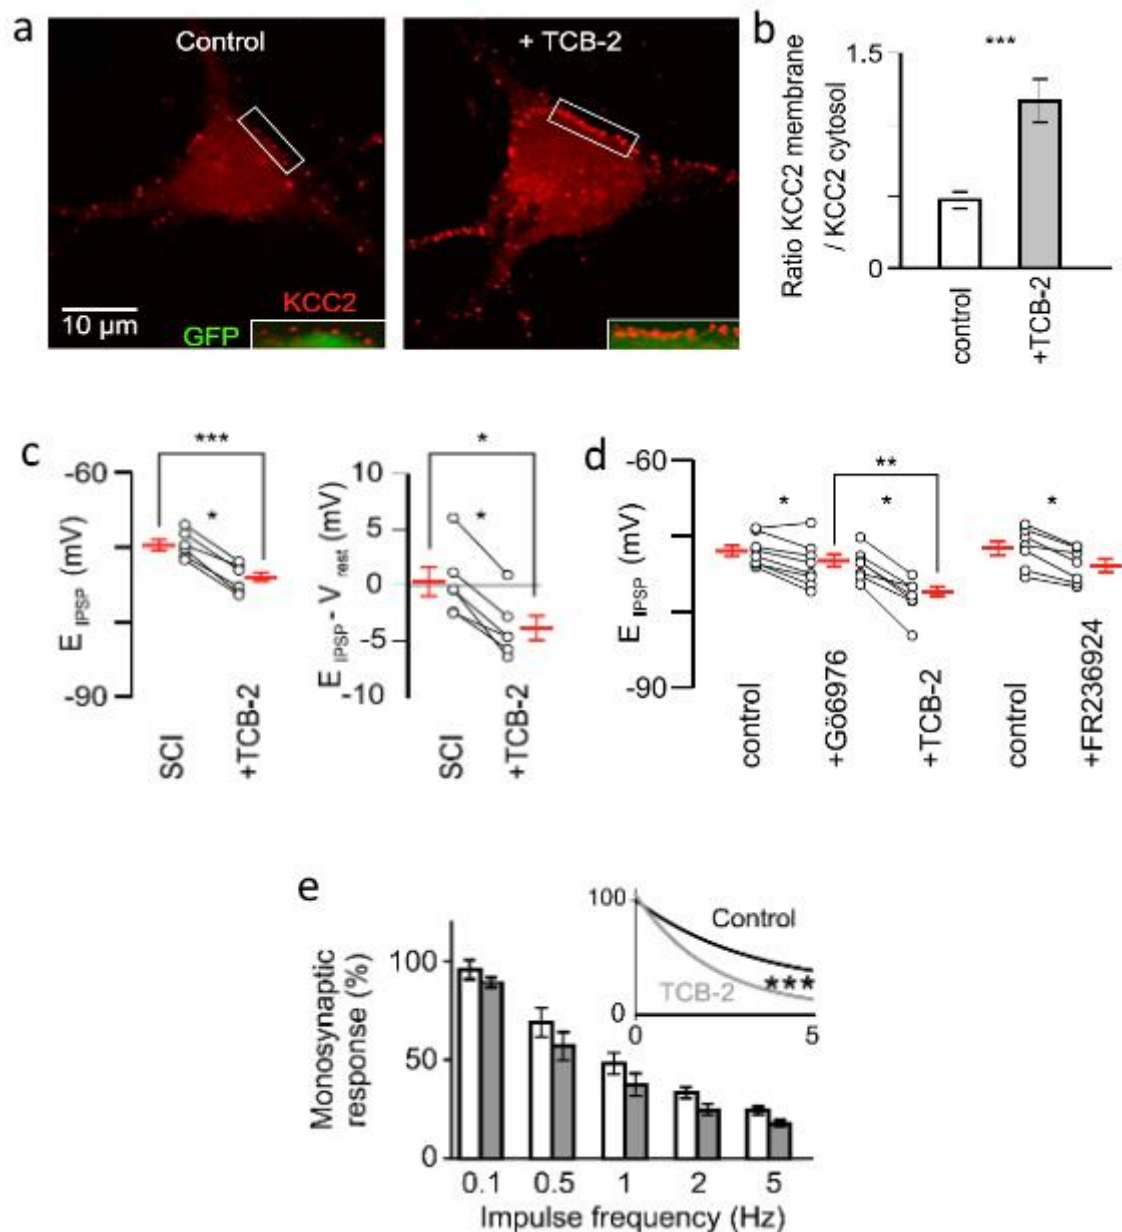 a
Control
+ TCB-2
KCC2
10 µm
GFP
b
***
1.5
0
Ratio KCC2 membrane
/ KCC2 cytosol
control
+TCB-2
c
***
*
-60
-90
E IPSP (mV)
SCI
+TCB-2
*
*
10
5
0
-5
-10
E IPSP - V rest (mV)
SCI
+TCB-2
d
**
*
*
*
-60
-90
E IPSP (mV)
control
+Gö6976
+TCB-2
control
+FR236924
e
100
50
0
Monosynaptic
response (%)
0.1 0.5 1 2 5
Impulse frequency (Hz)
100
Control
TCB-2
***
0
0 5